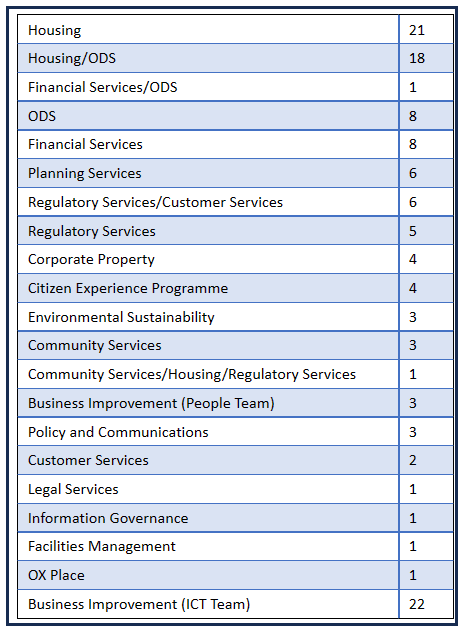 Housing 21
Housing/ODS 18
Financial Services/ODS 1
ODS 8
Financial Services 8
Planning Services 6
Regulatory Services/Customer Services 6
Regulatory Services 5
Corporate Property 4
Citizen Experience Programme 4
Environmental Sustainability 3
Community Services 3
Community Services/Housing/Regulatory Services 1
Business Improvement (People Team) 3
Policy and Communications 3
Customer Services 2
Legal Services 1
Information Governance 1
Facilities Management 1
OX Place 1
Business Improvement (ICT Team) 22